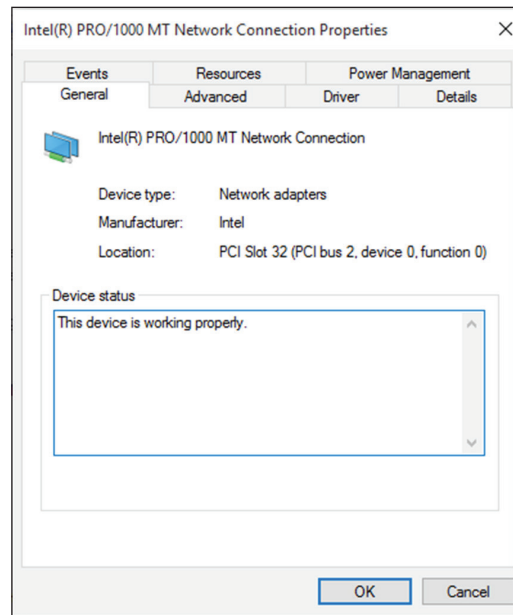 Intel(R) PRO/1000 MT Network Connection Properties
Events Resources Power Management
General Advanced Driver Details
Intel(R) PRO/1000 MT Network Connection
Device type: Network adapters
Manufacturer: Intel
Location: PCI Slot 32 (PCI bus 2, device 0, function 0)
Device status
This device is working properly.
OK Cancel